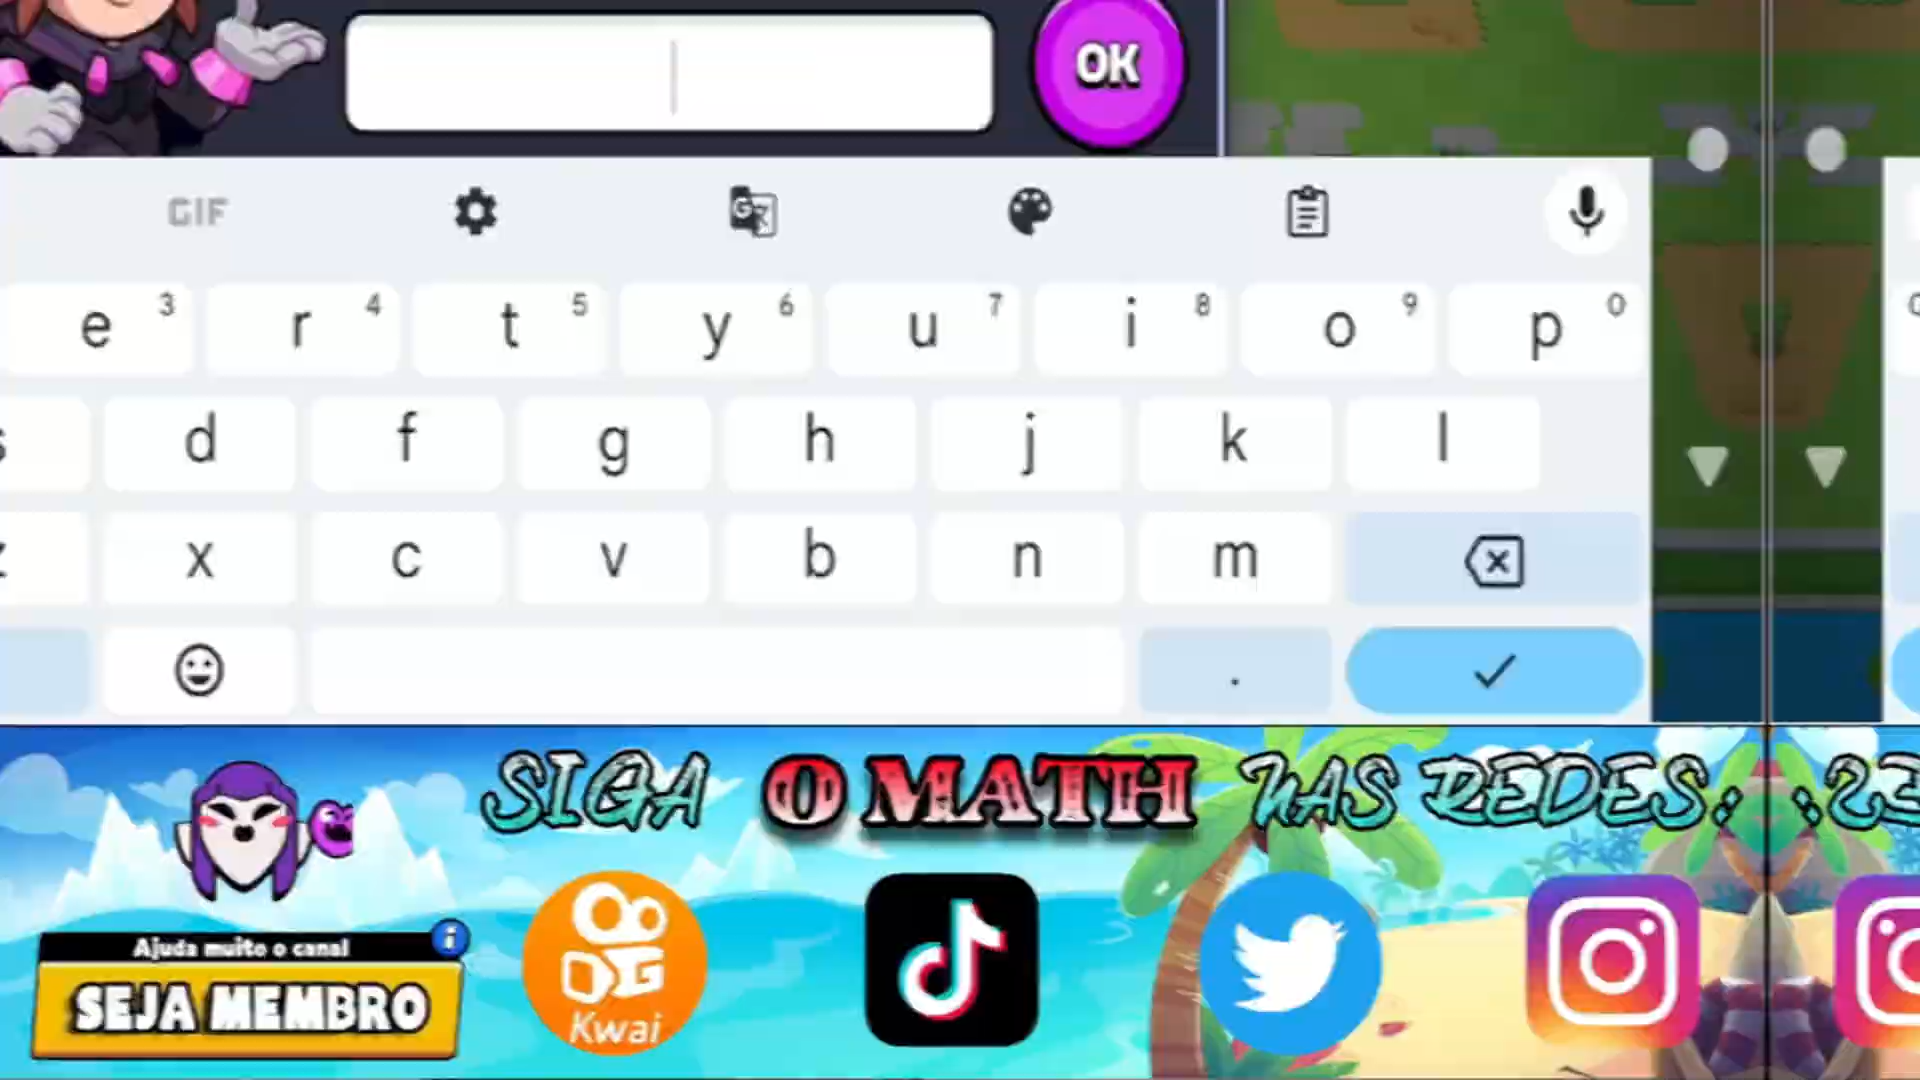 OK
GIF
e 3 r 4 t 5 y 6 u 7 i 8 o 9 p 0
d f g h j k l
x c v b n m
.
SIGA O MATH NAS REDES:
Ajuda muito o canal i
SEJA MEMBRO
Kwai